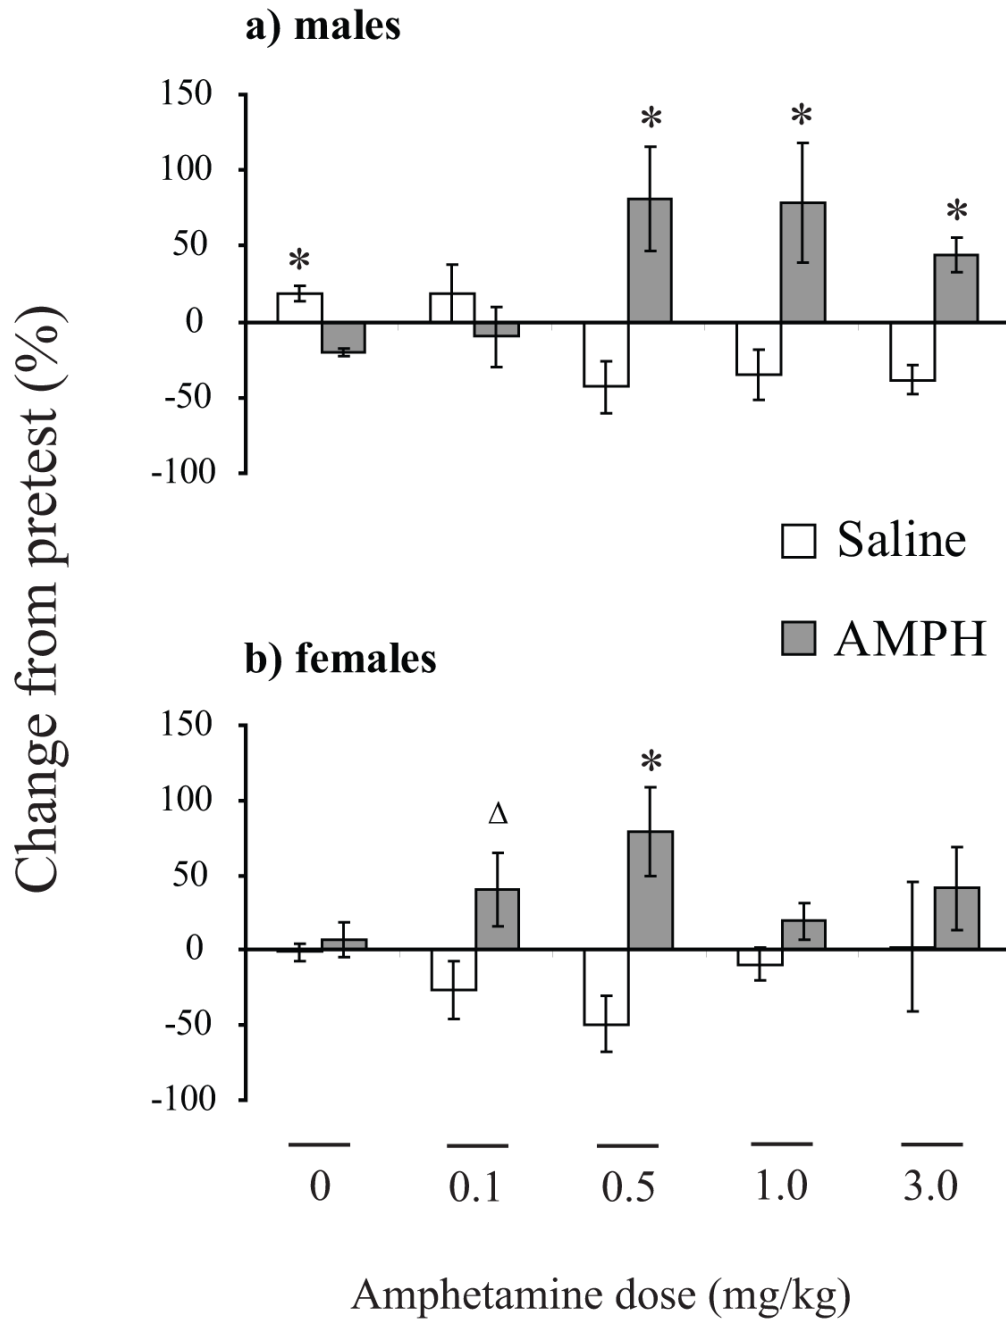 a) males
150
100
50
0
-50
-100
*
*
*
*
Change from pretest (%)
Saline
AMPH
b) females
150
100
50
0
-50
-100
Δ
*
0 0.1 0.5 1.0 3.0
Amphetamine dose (mg/kg)